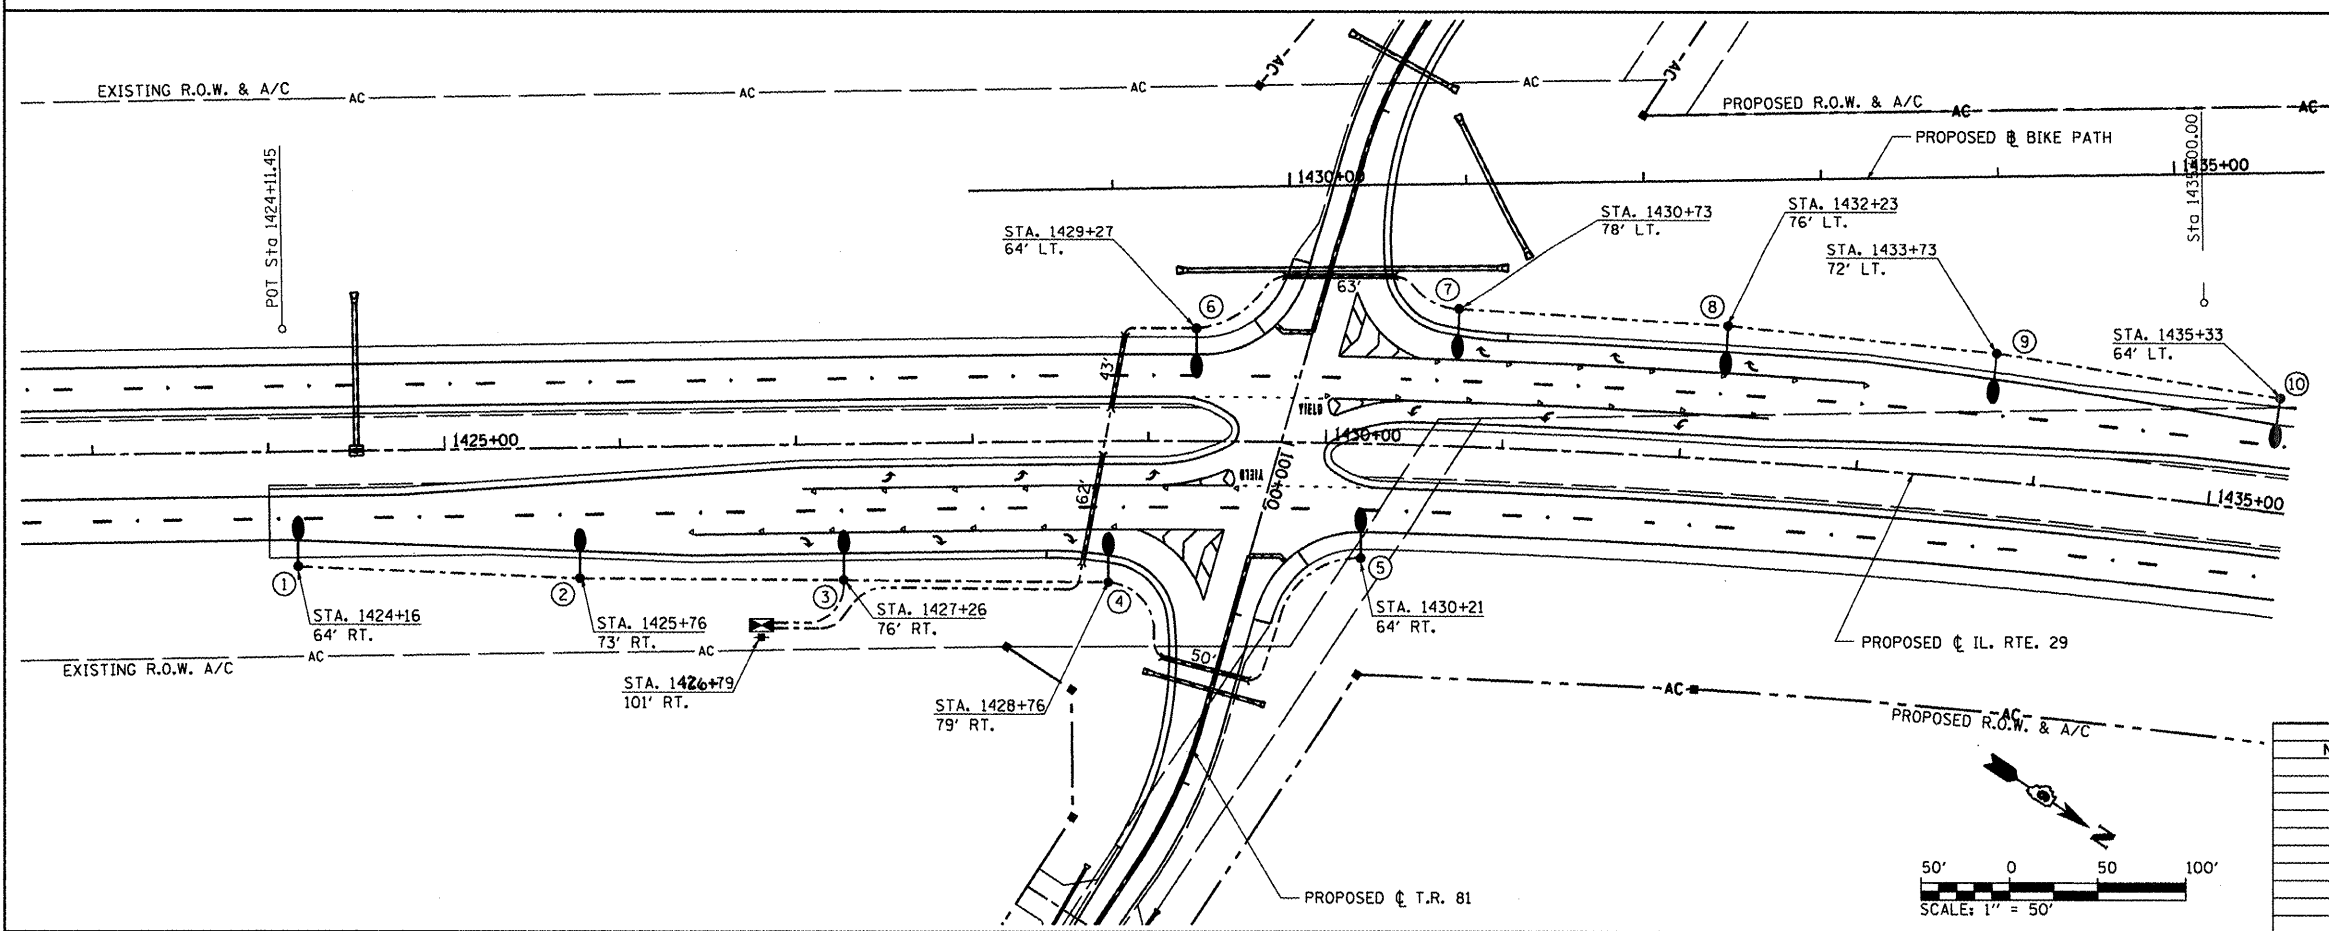 EXISTING R.O.W. & A/C
AC
AC
AC
AC
AC
AC
PROPOSED R.O.W. & A/C
AC
AC
PROPOSED ℄ BIKE PATH
POT Sta 1424+11.45
1430+00
1435+00
Sta 1435+00.00
STA. 1429+27
64' LT.
STA. 1430+73
78' LT.
STA. 1432+23
76' LT.
STA. 1433+73
72' LT.
STA. 1435+33
64' LT.
6
63'
7
8
9
10
43'
YIELD
1425+00
1430+00
100+00
62'
YIELD
1435+00
1
2
3
4
5
STA. 1424+16
64' RT.
STA. 1425+76
73' RT.
STA. 1427+26
76' RT.
STA. 1430+21
64' RT.
PROPOSED ℄ IL. RTE. 29
EXISTING R.O.W. A/C
AC
AC
50'
STA. 1426+79
101' RT.
STA. 1428+76
79' RT.
AC
AC
PROPOSED R.O.W. & A/C
N
N
PROPOSED ℄ T.R. 81
50' 0 50 100'
SCALE: 1" = 50'